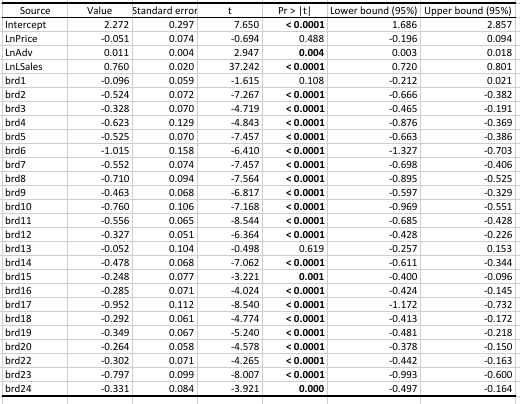 Source Value Standard error t Pr > |t| Lower bound (95%) Upper bound (95%)
Intercept 2.272 0.297 7.650 < 0.0001 1.686 2.857
LnPrice -0.051 0.074 -0.694 0.488 -0.196 0.094
LnAdv 0.011 0.004 2.947 0.004 0.003 0.018
LnLSales 0.760 0.020 37.242 < 0.0001 0.720 0.801
brd1 -0.096 0.059 -1.615 0.108 -0.212 0.021
brd2 -0.524 0.072 -7.267 < 0.0001 -0.666 -0.382
brd3 -0.328 0.070 -4.719 < 0.0001 -0.465 -0.191
brd4 -0.623 0.129 -4.843 < 0.0001 -0.876 -0.369
brd5 -0.525 0.070 -7.457 < 0.0001 -0.663 -0.386
brd6 -1.015 0.158 -6.410 < 0.0001 -1.327 -0.703
brd7 -0.552 0.074 -7.457 < 0.0001 -0.698 -0.406
brd8 -0.710 0.094 -7.564 < 0.0001 -0.895 -0.525
brd9 -0.463 0.068 -6.817 < 0.0001 -0.597 -0.329
brd10 -0.760 0.106 -7.168 < 0.0001 -0.969 -0.551
brd11 -0.556 0.065 -8.544 < 0.0001 -0.685 -0.428
brd12 -0.327 0.051 -6.364 < 0.0001 -0.428 -0.226
brd13 -0.052 0.104 -0.498 0.619 -0.257 0.153
brd14 -0.478 0.068 -7.062 < 0.0001 -0.611 -0.344
brd15 -0.248 0.077 -3.221 0.001 -0.400 -0.096
brd16 -0.285 0.071 -4.024 < 0.0001 -0.424 -0.145
brd17 -0.952 0.112 -8.540 < 0.0001 -1.172 -0.732
brd18 -0.292 0.061 -4.774 < 0.0001 -0.413 -0.172
brd19 -0.349 0.067 -5.240 < 0.0001 -0.481 -0.218
brd20 -0.264 0.058 -4.578 < 0.0001 -0.378 -0.150
brd22 -0.302 0.071 -4.265 < 0.0001 -0.442 -0.163
brd23 -0.797 0.099 -8.007 < 0.0001 -0.993 -0.600
brd24 -0.331 0.084 -3.921 0.000 -0.497 -0.164